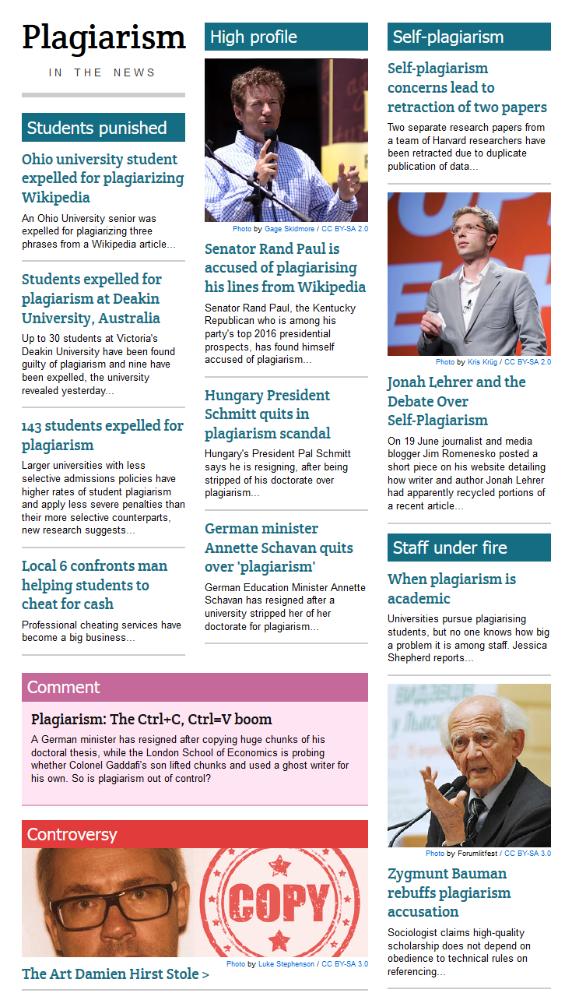 Plagiarism
IN THE NEWS
Students punished
Ohio university student
expelled for plagiarizing
Wikipedia
An Ohio University senior was
expelled for plagiarizing three
phrases from a Wikipedia article...
Students expelled for
plagiarism at Deakin
University, Australia
Up to 30 students at Victoria's
Deakin University have been found
guilty of plagiarism and nine have
been expelled, the university
revealed yesterday...
143 students expelled for
plagiarism
Larger universities with less
selective admissions policies have
higher rates of student plagiarism
and apply less severe penalties than
their more selective counterparts,
new research suggests...
Local 6 confronts man
helping students to
cheat for cash
Professional cheating services have
become a big business...
High profile
Photo by Gage Skidmore / CC BY-SA 2.0
Senator Rand Paul is
accused of plagiarising
his lines from Wikipedia
Senator Rand Paul, the Kentucky
Republican who is among his
party's top 2016 presidential
prospects, has found himself
accused of plagiarism...
Hungary President
Schmitt quits in
plagiarism scandal
Hungary's President Pal Schmitt
says he is resigning, after being
stripped of his doctorate over
plagiarism...
German minister
Annette Schavan quits
over 'plagiarism'
German Education Minister Annette
Schavan has resigned after a
university stripped her of her
doctorate for plagiarism...
Comment
Plagiarism: The Ctrl+C, Ctrl=V boom
A German minister has resigned after copying huge chunks of his
doctoral thesis, while the London School of Economics is probing
whether Colonel Gaddafi's son lifted chunks and used a ghost writer for
his own. So is plagiarism out of control?
Controversy
COPY
Photo by Luke Stephenson / CC BY-SA 3.0
The Art Damien Hirst Stole >
Self-plagiarism
Self-plagiarism
concerns lead to
retraction of two papers
Two separate research papers from
a team of Harvard researchers have
been retracted due to duplicate
publication of data...
Photo by Kris Krüg / CC BY-SA 2.0
Jonah Lehrer and the
Debate Over
Self-Plagiarism
On 19 June journalist and media
blogger Jim Romenesko posted a
short piece on his website detailing
how writer and author Jonah Lehrer
had apparently recycled portions of
a recent article...
Staff under fire
When plagiarism is
academic
Universities pursue plagiarising
students, but no one knows how big
a problem it is among staff. Jessica
Shepherd reports...
Photo by Forumlitfest / CC BY-SA 3.0
Zygmunt Bauman
rebuffs plagiarism
accusation
Sociologist claims high-quality
scholarship does not depend on
obedience to technical rules on
referencing...